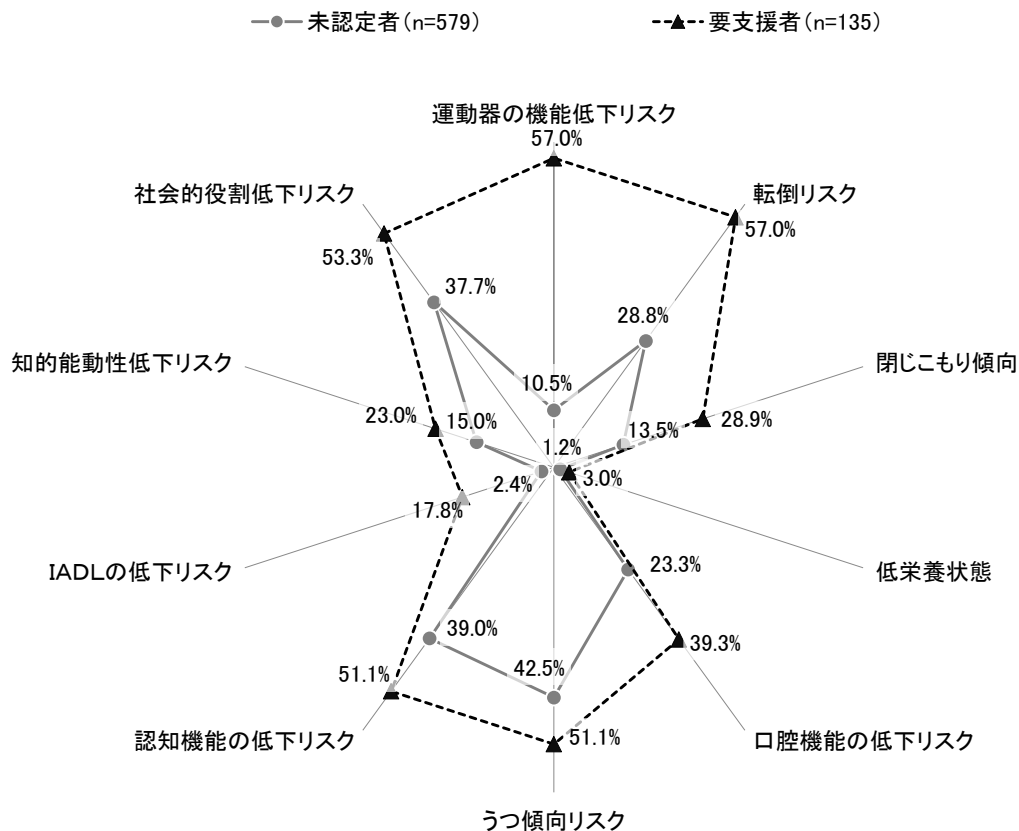 未認定者(n=579) 要支援者(n=135)
運動器の機能低下リスク
57.0%
社会的役割低下リスク
転倒リスク
53.3%
57.0%
37.7%
28.8%
知的能動性低下リスク
閉じこもり傾向
10.5%
23.0%
15.0%
13.5%
28.9%
1.2%
2.4%
3.0%
17.8%
IADLの低下リスク
低栄養状態
23.3%
39.0%
39.3%
42.5%
51.1%
51.1%
認知機能の低下リスク
口腔機能の低下リスク
うつ傾向リスク